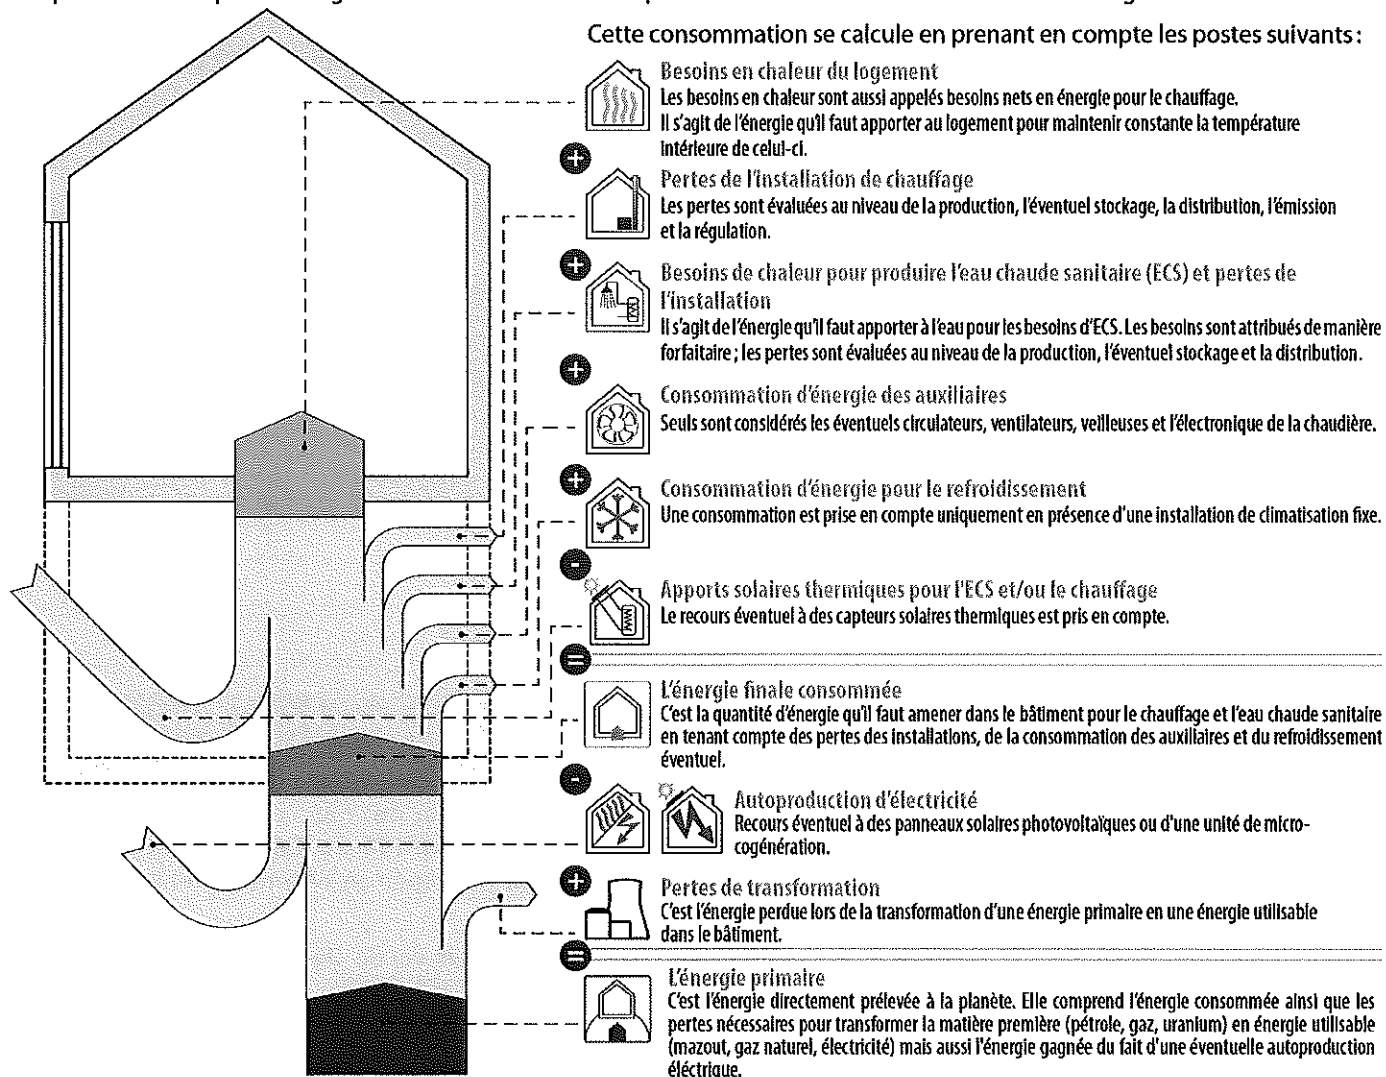 Cette consommation se calcule en prenant en compte les postes suivants :
Besoins en chaleur du logement
Les besoins en chaleur sont aussi appelés besoins nets en énergie pour le chauffage.
Il s'agit de l'énergie qu'il faut apporter au logement pour maintenir constante la température
intérieure de celui-ci.
+
Pertes de l'installation de chauffage
Les pertes sont évaluées au niveau de la production, l'éventuel stockage, la distribution, l'émission
et la régulation.
+
Besoins de chaleur pour produire l'eau chaude sanitaire (ECS) et pertes de
l'installation
Il s'agit de l'énergie qu'il faut apporter à l'eau pour les besoins d'ECS. Les besoins sont attribués de manière
forfaitaire ; les pertes sont évaluées au niveau de la production, l'éventuel stockage et la distribution.
+
Consommation d'énergie des auxiliaires
Seuls sont considérés les éventuels circulateurs, ventilateurs, veilleuses et l'électronique de la chaudière.
+
Consommation d'énergie pour le refroidissement
Une consommation est prise en compte uniquement en présence d'une installation de climatisation fixe.
-
Apports solaires thermiques pour l'ECS et/ou le chauffage
Le recours éventuel à des capteurs solaires thermiques est pris en compte.
=
L'énergie finale consommée
C'est la quantité d'énergie qu'il faut amener dans le bâtiment pour le chauffage et l'eau chaude sanitaire
en tenant compte des pertes des installations, de la consommation des auxiliaires et du refroidissement
éventuel.
-
Autoproduction d'électricité
Recours éventuel à des panneaux solaires photovoltaïques ou d'une unité de micro-
cogénération.
+
Pertes de transformation
C'est l'énergie perdue lors de la transformation d'une énergie primaire en une énergie utilisable
dans le bâtiment.
=
L'énergie primaire
C'est l'énergie directement prélevée à la planète. Elle comprend l'énergie consommée ainsi que les
pertes nécessaires pour transformer la matière première (pétrole, gaz, uranium) en énergie utilisable
(mazout, gaz naturel, électricité) mais aussi l'énergie gagnée du fait d'une éventuelle autoproduction
éléctrique.